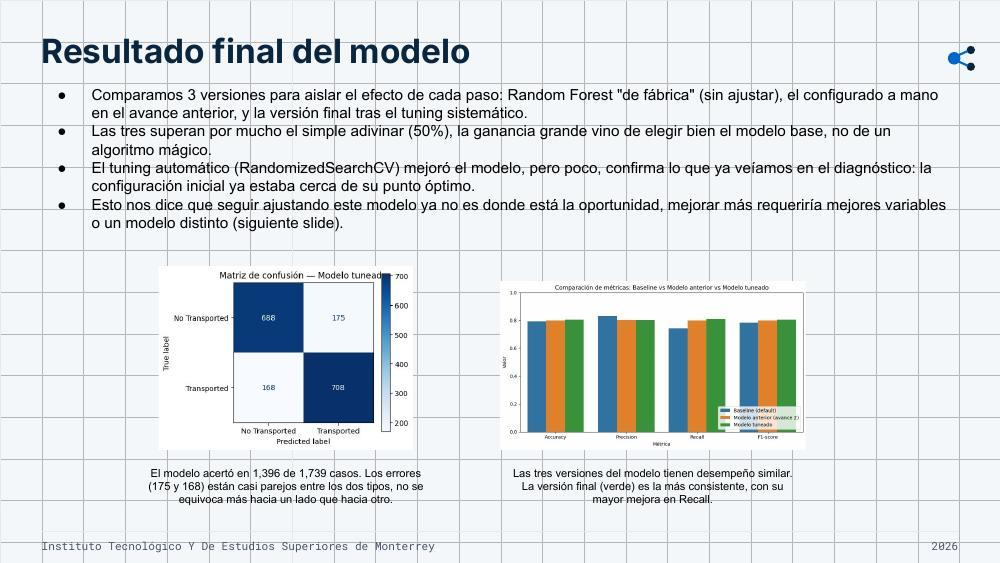 Resultado final del modelo
● Comparamos 3 versiones para aislar el efecto de cada paso: Random Forest "de fábrica" (sin ajustar), el configurado a mano
en el avance anterior, y la versión final tras el tuning sistemático.
● Las tres superan por mucho el simple adivinar (50%), la ganancia grande vino de elegir bien el modelo base, no de un
algoritmo mágico.
● El tuning automático (RandomizedSearchCV) mejoró el modelo, pero poco, confirma lo que ya veíamos en el diagnóstico: la
configuración inicial ya estaba cerca de su punto óptimo.
● Esto nos dice que seguir ajustando este modelo ya no es donde está la oportunidad, mejorar más requeriría mejores variables
o un modelo distinto (siguiente slide).
Matriz de confusión — Modelo tuneado
700
600
500
400
300
200
True label
No Transported
688
175
Transported
168
708
No Transported
Transported
Predicted label
Comparación de métricas: Baseline vs Modelo anterior vs Modelo tuneado
1.0
0.8
0.6
0.4
0.2
0.0
Valor
Baseline (default)
Modelo anterior (avance 2)
Modelo tuneado
Accuracy
Precision
Recall
F1-score
Métrica
El modelo acertó en 1,396 de 1,739 casos. Los errores
(175 y 168) están casi parejos entre los dos tipos, no se
equivoca más hacia un lado que hacia otro.
Las tres versiones del modelo tienen desempeño similar.
La versión final (verde) es la más consistente, con su
mayor mejora en Recall.
Instituto Tecnológico Y De Estudios Superiores de Monterrey
2026